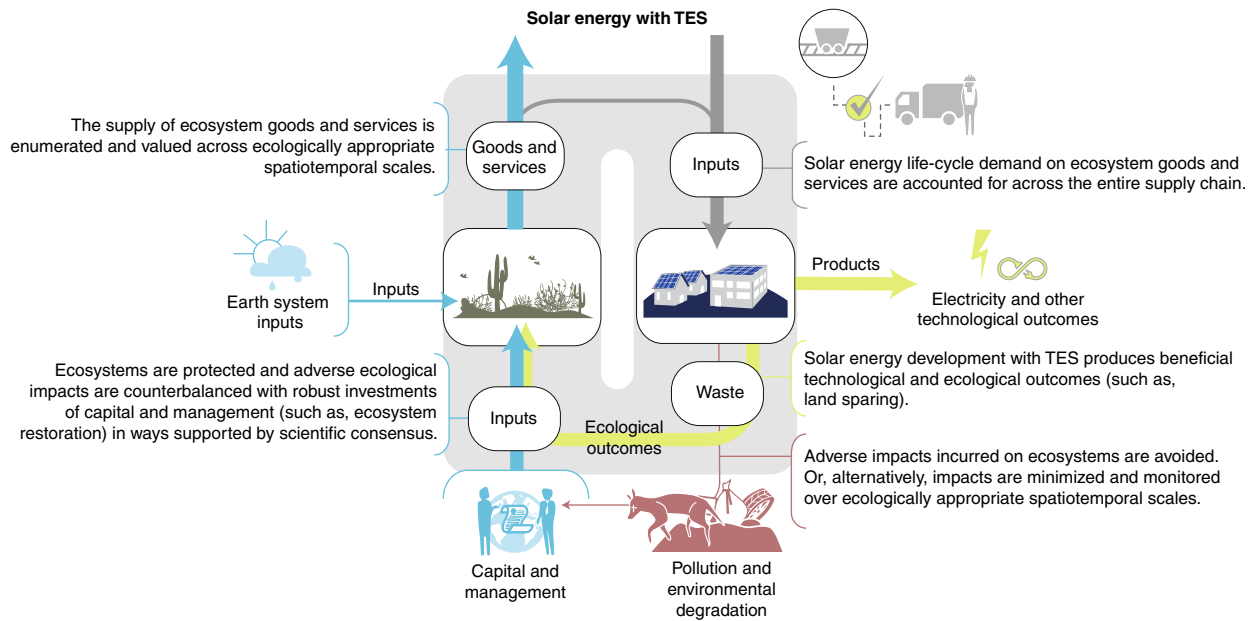 Solar energy with TES
The supply of ecosystem goods and services is
enumerated and valued across ecologically appropriate
spatiotemporal scales.
Goods and
services
Inputs
Solar energy life-cycle demand on ecosystem goods and
services are accounted for across the entire supply chain.
Earth system
inputs
Inputs
Products
Electricity and other
technological outcomes
Ecosystems are protected and adverse ecological
impacts are counterbalanced with robust investments
of capital and management (such as, ecosystem
restoration) in ways supported by scientific consensus.
Inputs
Waste
Ecological
outcomes
Solar energy development with TES produces beneficial
technological and ecological outcomes (such as,
land sparing).
Adverse impacts incurred on ecosystems are avoided.
Or, alternatively, impacts are minimized and monitored
over ecologically appropriate spatiotemporal scales.
Capital and
management
Pollution and
environmental
degradation